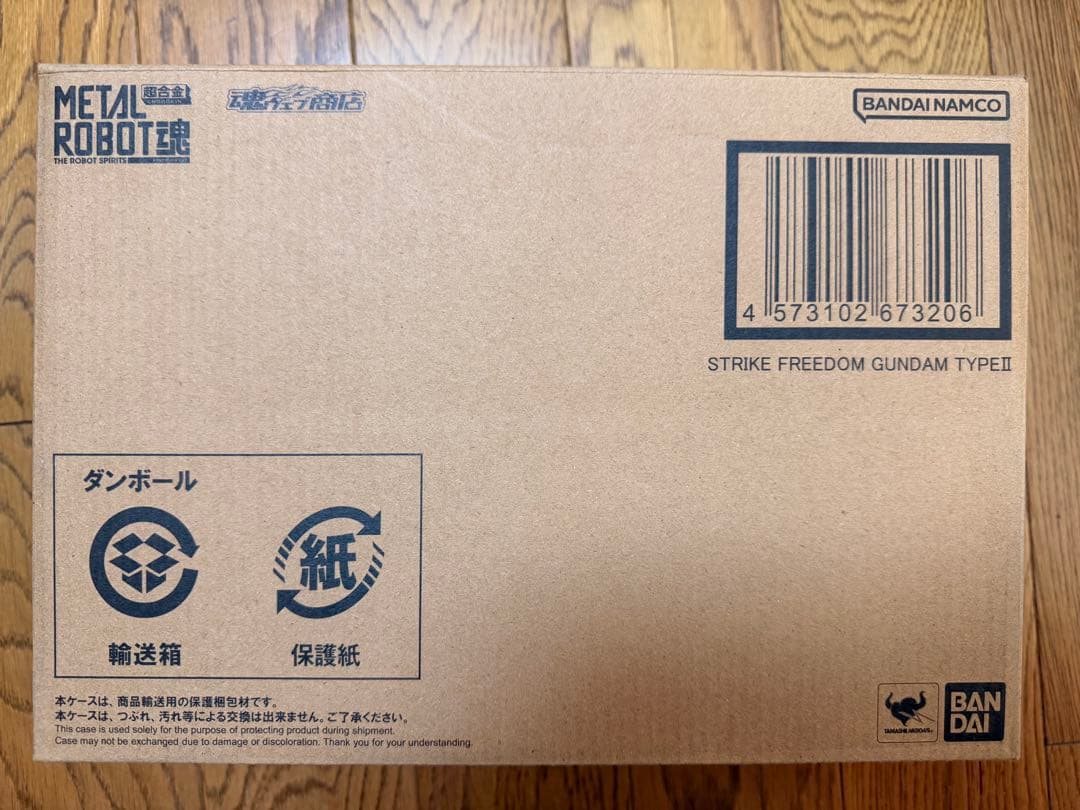 METAL 超合金
CHOGOKIN
ROBOT魂
THE ROBOT SPIRITS
魂ウェブ商店
BANDAI NAMCO
4 573102 673206
STRIKE FREEDOM GUNDAM TYPEⅡ
ダンボール
紙
輸送箱
保護紙
本ケースは、商品輸送用の保護梱包材です。
本ケースは、つぶれ、汚れ等による交換は出来ません。ご了承ください。
This case is used solely for the purpose of protecting product during shipment.
Case may not be exchanged due to damage or discoloration. Thank you for your understanding.
TAMASHII NATIONS
BAN
DAI